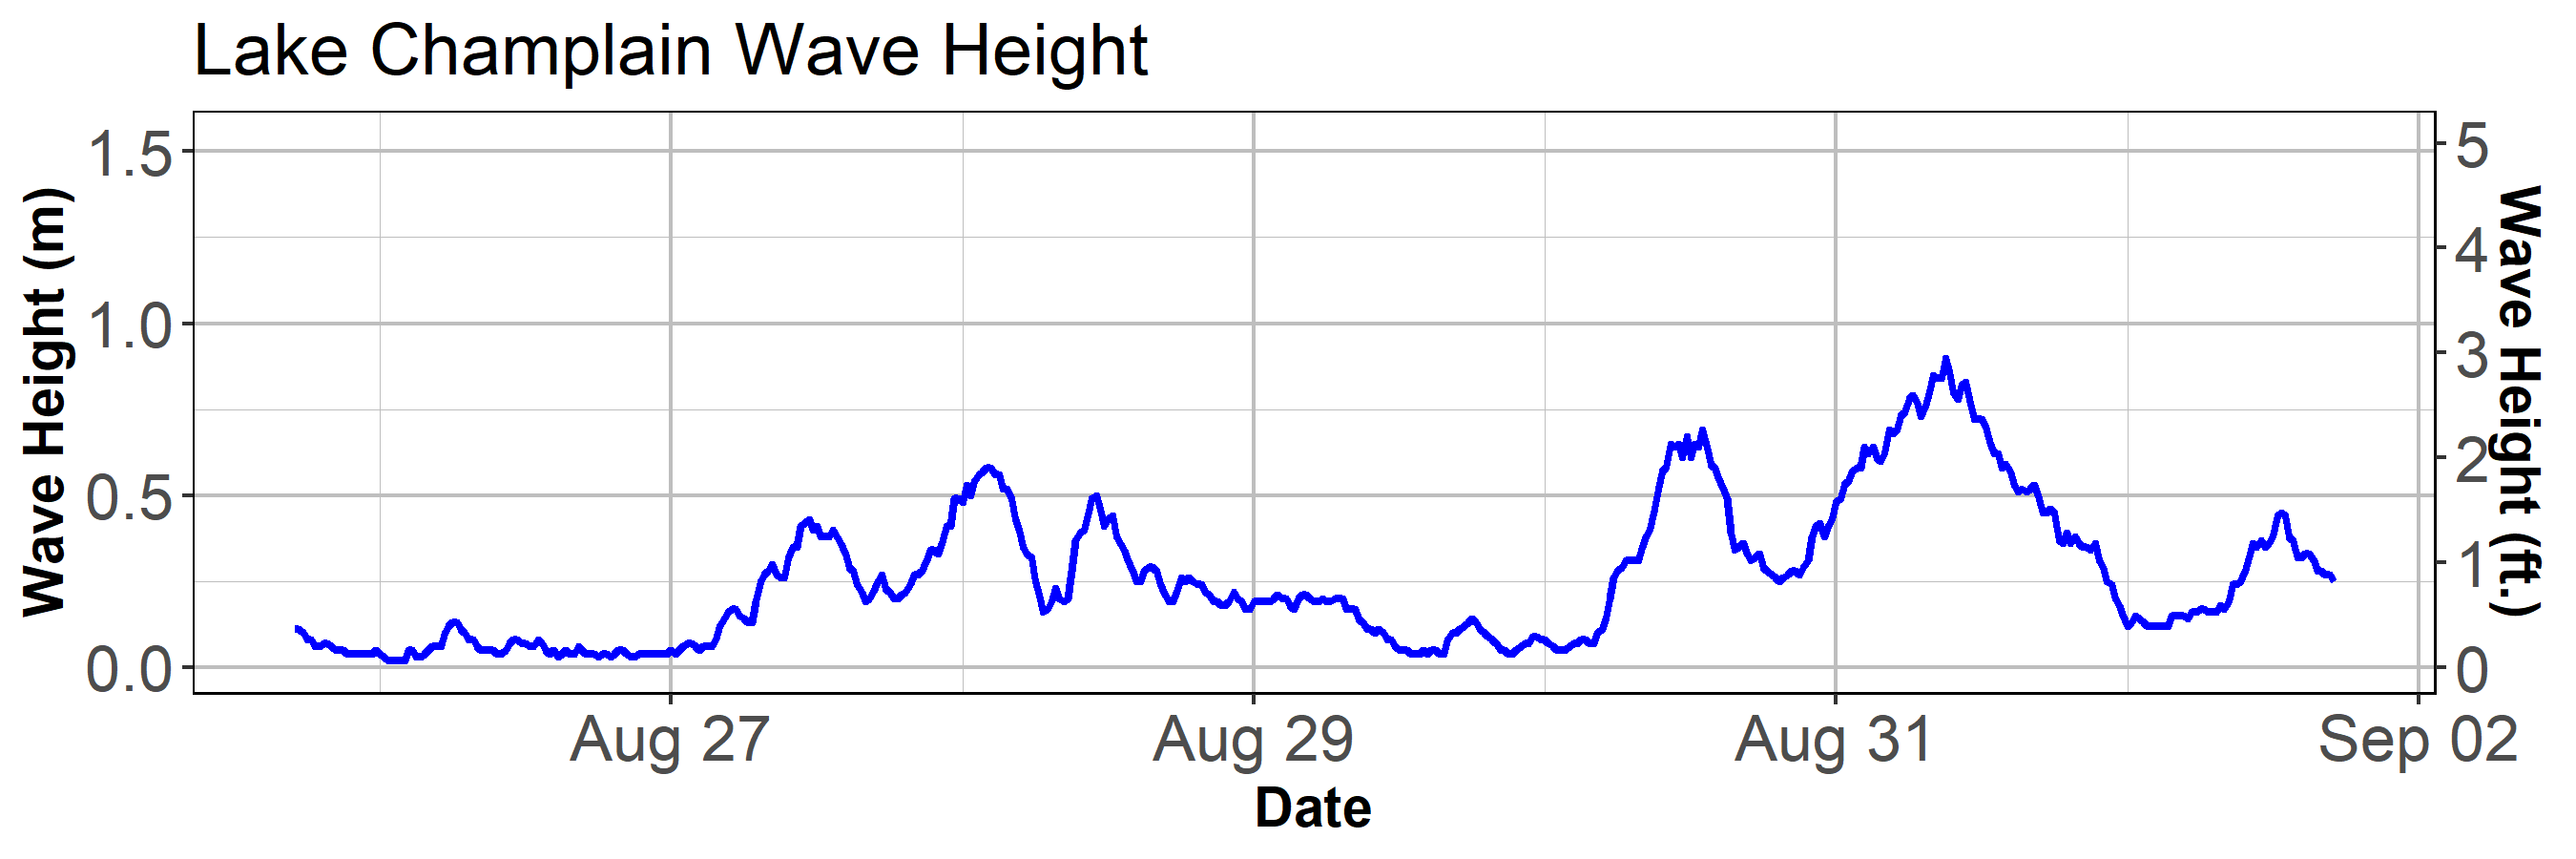 Lake Champlain Wave Height
Wave Height (m)
1.5
1.0
0.5
0.0
5
4
3
2
1
0
Wave Height (ft.)
Aug 27
Aug 29
Aug 31
Sep 02
Date